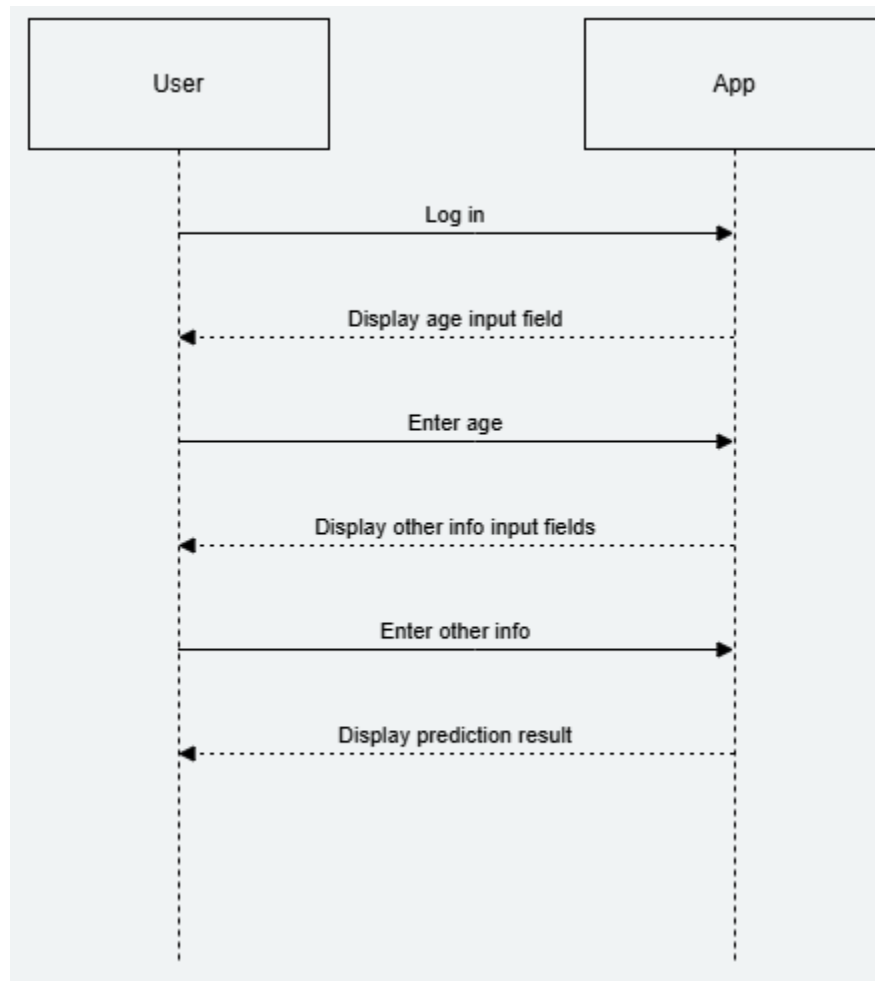 User
App
Log in
Display age input field
Enter age
Display other info input fields
Enter other info
Display prediction result